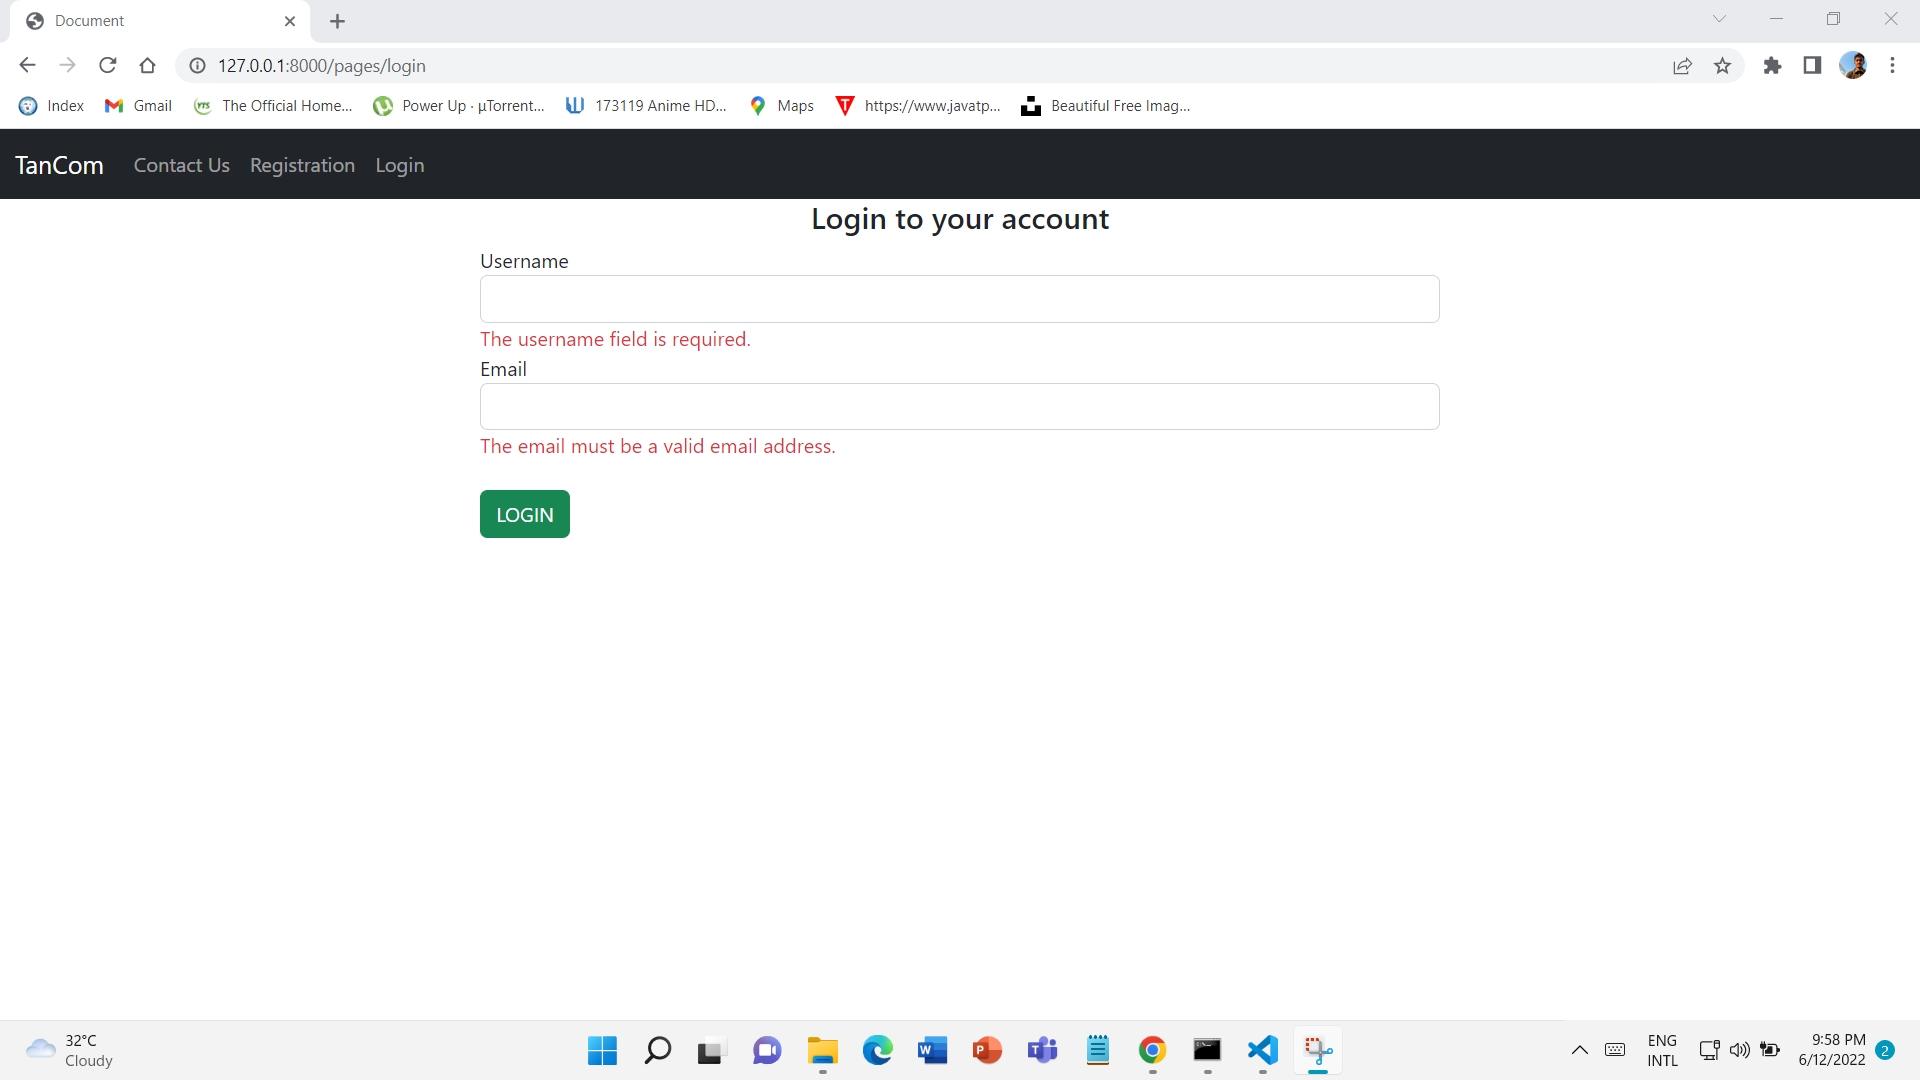 Document
127.0.0.1:8000/pages/login
Index Gmail The Official Home... Power Up · µTorrent... 173119 Anime HD... Maps https://www.javatp... Beautiful Free Imag...
TanCom Contact Us Registration Login
Login to your account
Username
The username field is required.
Email
The email must be a valid email address.
LOGIN
32°C
Cloudy
ENG
INTL
9:58 PM
6/12/2022
2